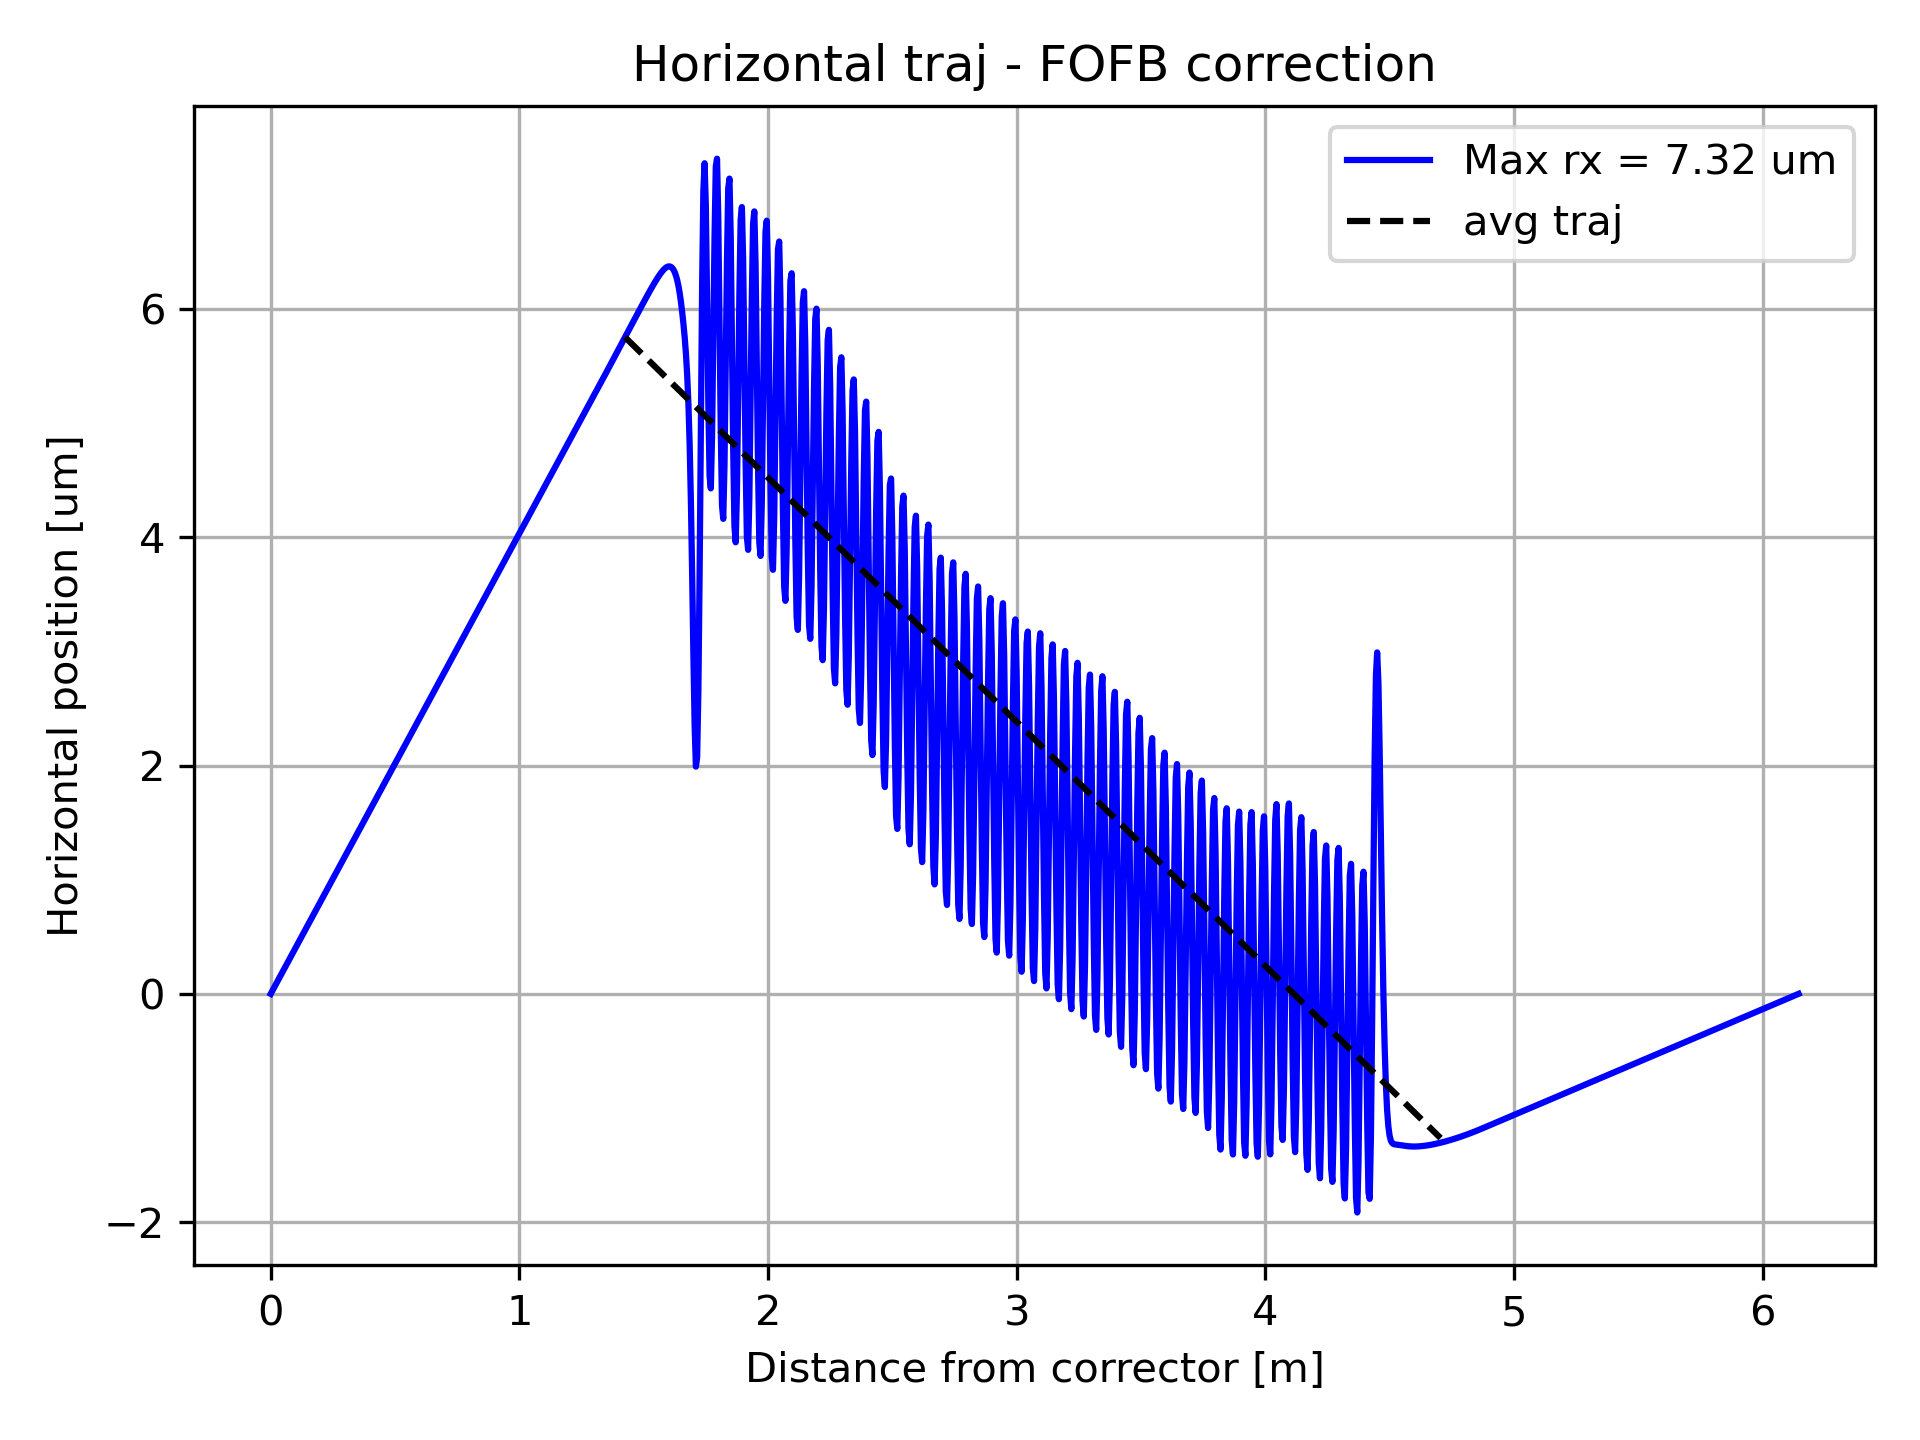 Horizontal traj - FOFB correction
Max rx = 7.32 um
avg traj
Horizontal position [um]
6
4
2
0
−2
0 1 2 3 4 5 6
Distance from corrector [m]